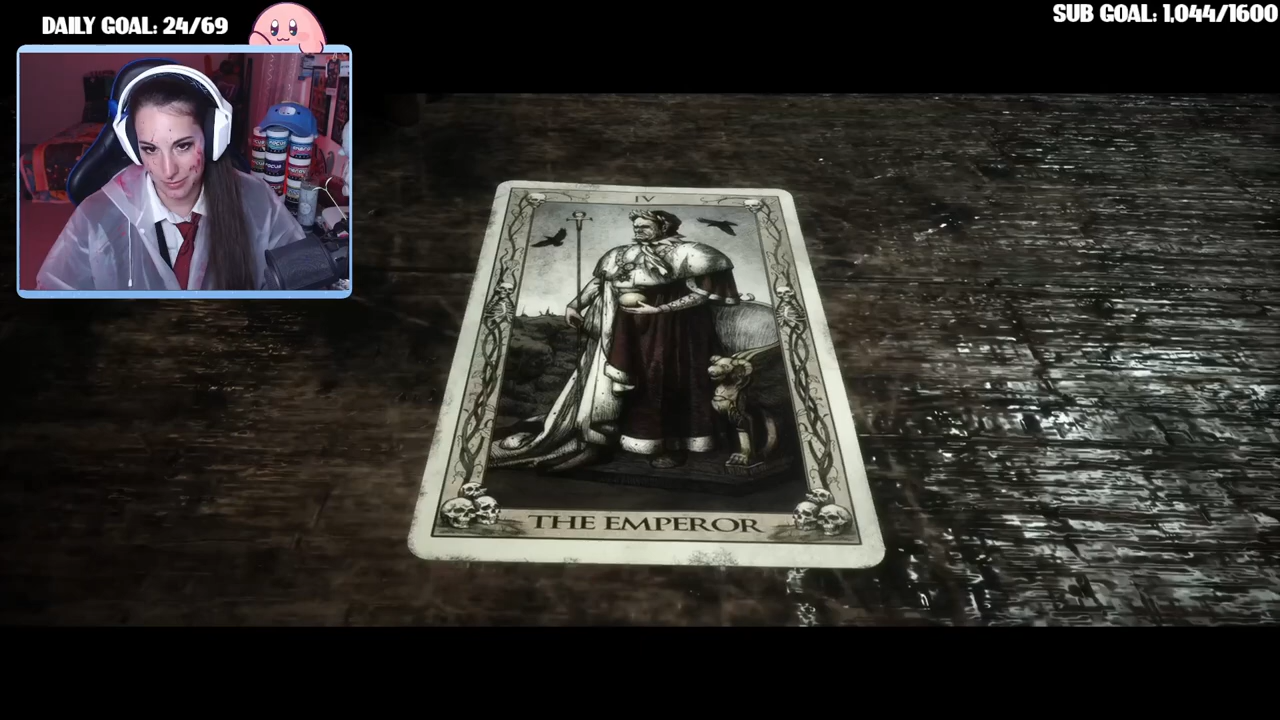 DAILY GOAL: 24/69
SUB GOAL: 1,044/1600
IV
THE EMPEROR